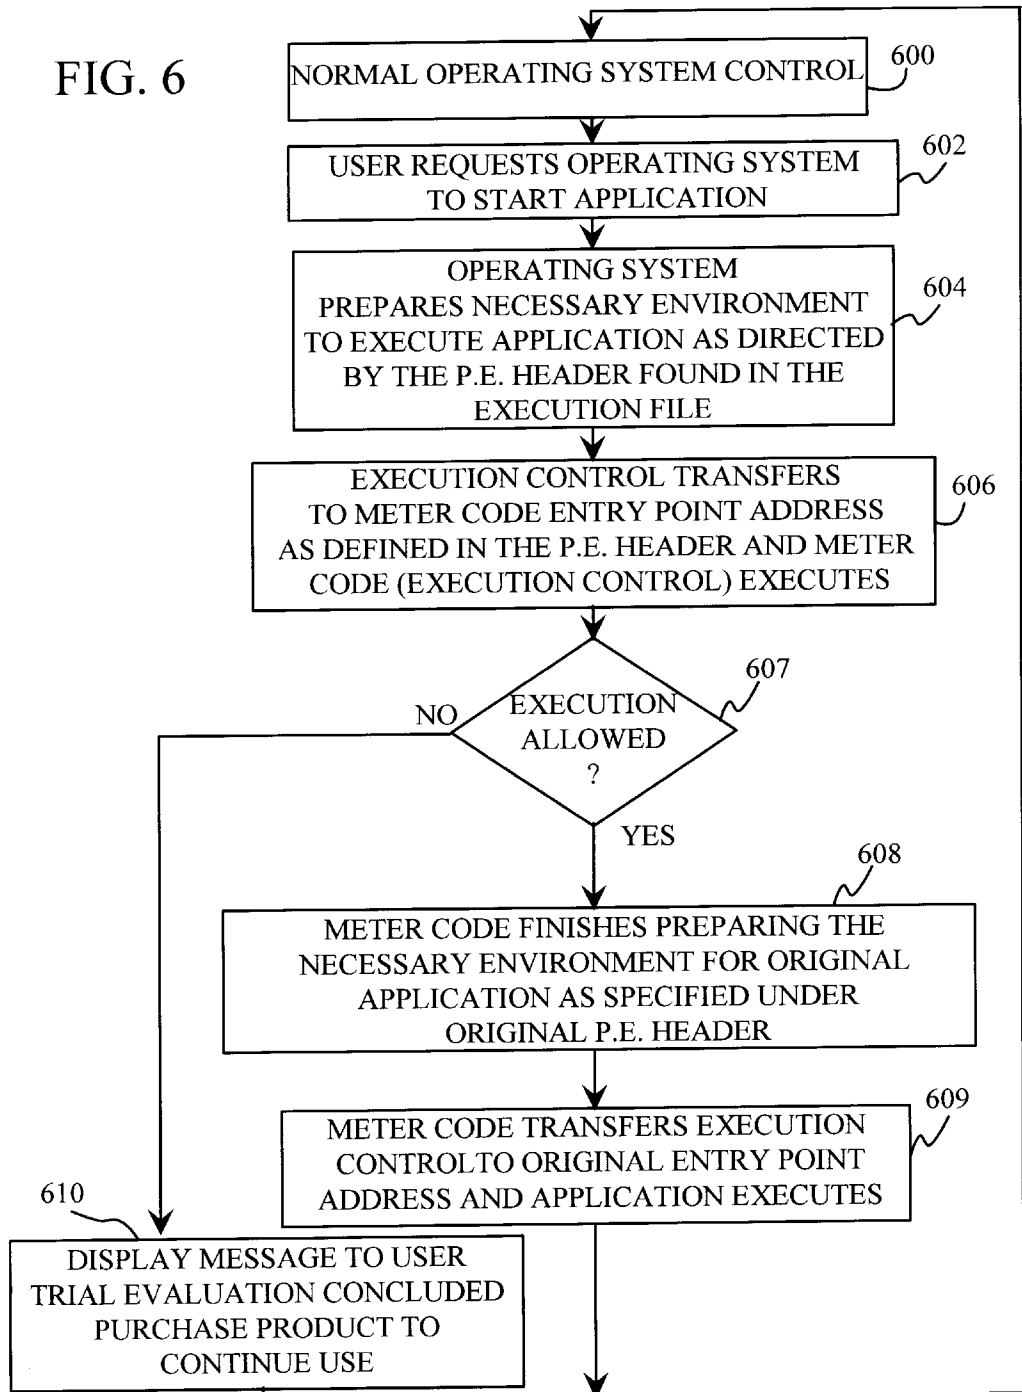 FIG. 6
NORMAL OPERATING SYSTEM CONTROL
600
602
USER REQUESTS OPERATING SYSTEM
TO START APPLICATION
604
OPERATING SYSTEM
PREPARES NECESSARY ENVIRONMENT
TO EXECUTE APPLICATION AS DIRECTED
BY THE P.E. HEADER FOUND IN THE
EXECUTION FILE
606
EXECUTION CONTROL TRANSFERS
TO METER CODE ENTRY POINT ADDRESS
AS DEFINED IN THE P.E. HEADER AND METER
CODE (EXECUTION CONTROL) EXECUTES
607
NO
EXECUTION
ALLOWED
?
YES
608
METER CODE FINISHES PREPARING THE
NECESSARY ENVIRONMENT FOR ORIGINAL
APPLICATION AS SPECIFIED UNDER
ORIGINAL P.E. HEADER
609
METER CODE TRANSFERS EXECUTION
CONTROLTO ORIGINAL ENTRY POINT
ADDRESS AND APPLICATION EXECUTES
610
DISPLAY MESSAGE TO USER
TRIAL EVALUATION CONCLUDED
PURCHASE PRODUCT TO
CONTINUE USE